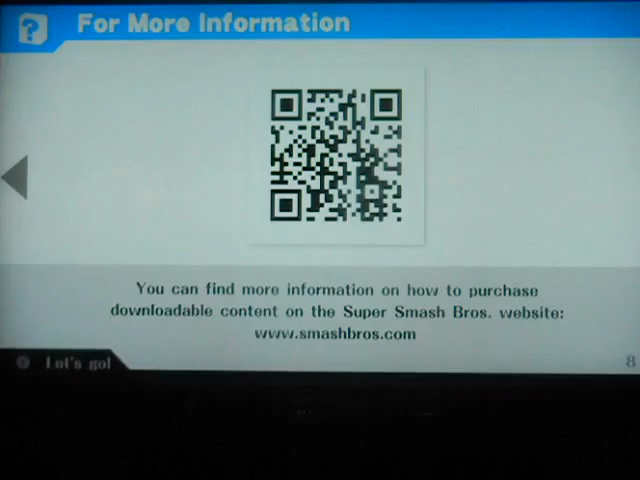 For More Information
You can find more information on how to purchase
downloadable content on the Super Smash Bros. website:
www.smashbros.com
Let's go!
8